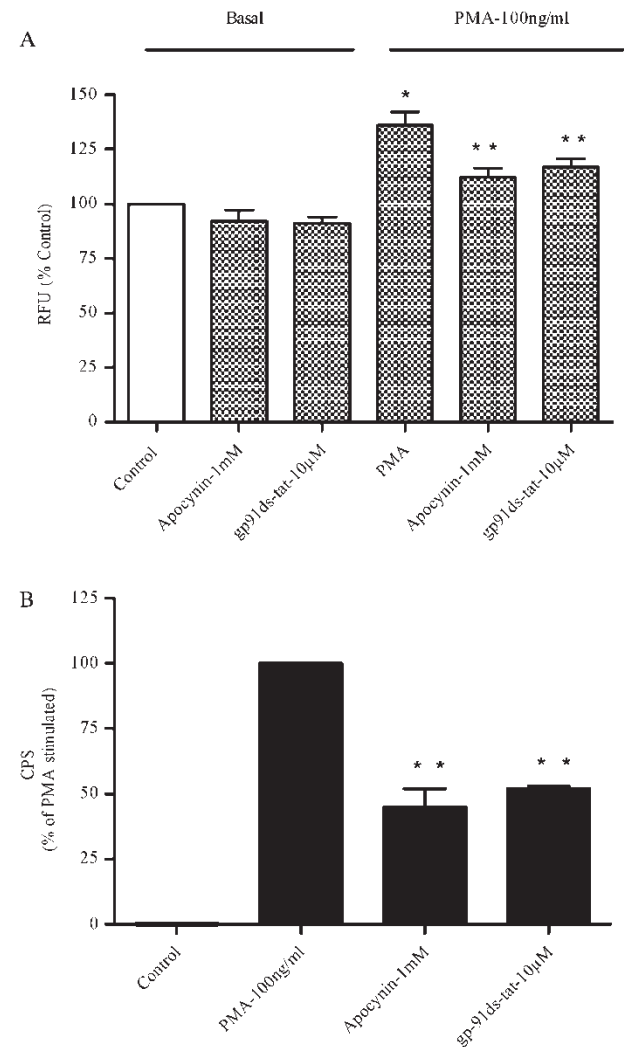 A
Basal
PMA-100ng/ml
RFU (% Control)
150
125
100
75
50
25
0
*
* *
* *
Control
Apocynin-1mM
gp91ds-tat-10µM
PMA
Apocynin-1mM
gp91ds-tat-10µM
B
CPS
(% of PMA stimulated)
125
100
75
50
25
0
* *
* *
Control
PMA-100ng/ml
Apocynin-1mM
gp-91ds-tat-10µM